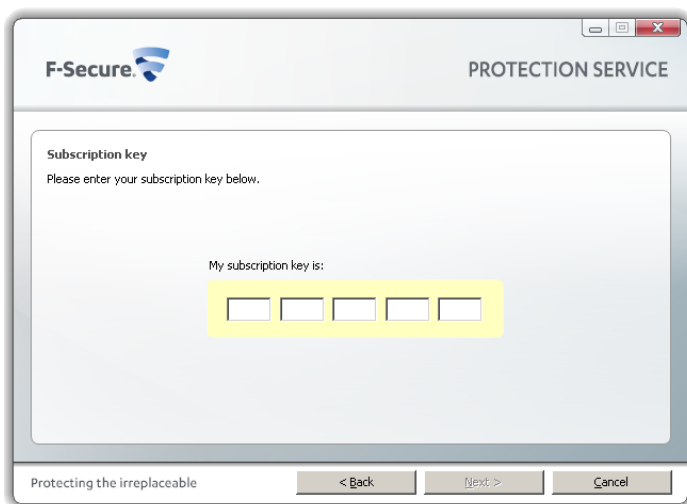 F-Secure.
PROTECTION SERVICE
Subscription key
Please enter your subscription key below.
My subscription key is:
Protecting the irreplaceable
< Back
Next >
Cancel